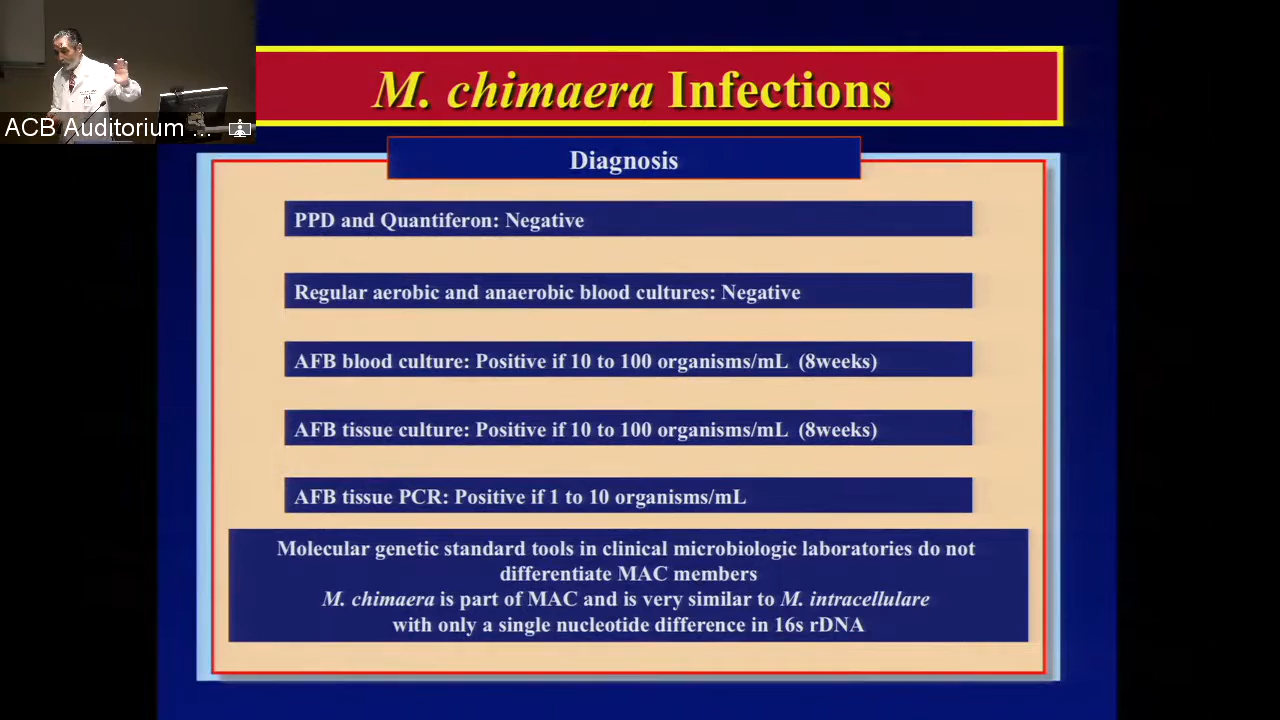 ACB Auditorium ...
M. chimaera Infections
Diagnosis
PPD and Quantiferon: Negative
Regular aerobic and anaerobic blood cultures: Negative
AFB blood culture: Positive if 10 to 100 organisms/mL (8weeks)
AFB tissue culture: Positive if 10 to 100 organisms/mL (8weeks)
AFB tissue PCR: Positive if 1 to 10 organisms/mL
Molecular genetic standard tools in clinical microbiologic laboratories do not
differentiate MAC members
M. chimaera is part of MAC and is very similar to M. intracellulare
with only a single nucleotide difference in 16s rDNA